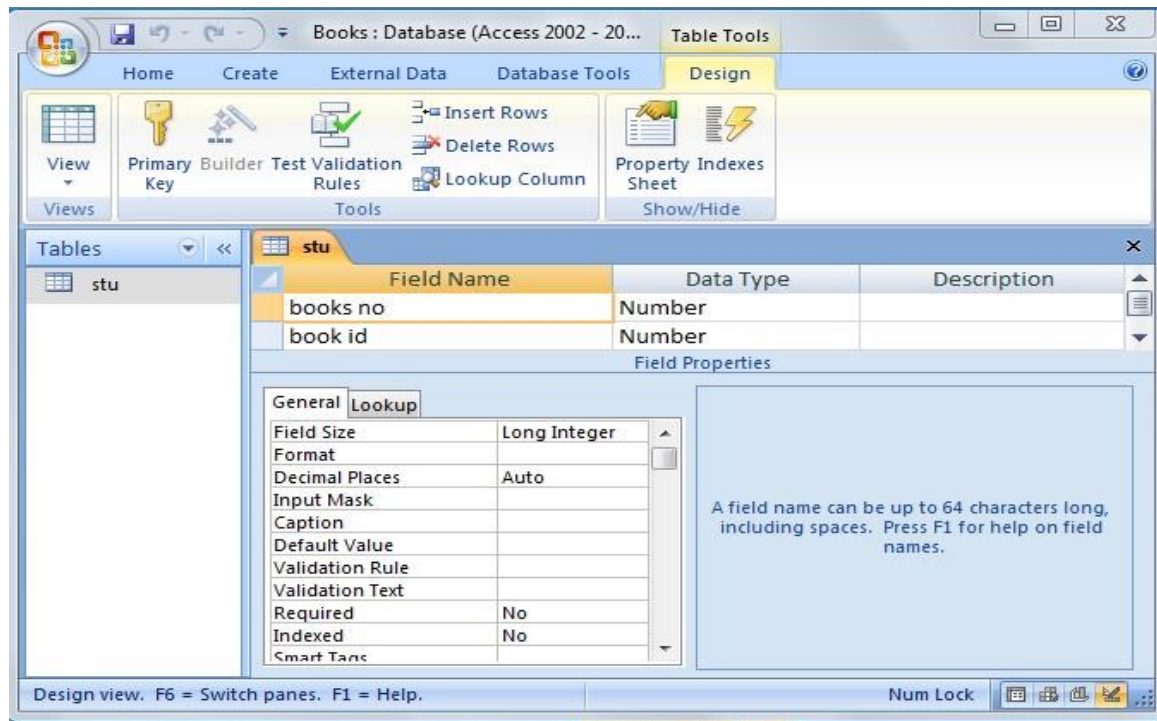 Books : Database (Access 2002 - 20...
Table Tools
Home Create External Data Database Tools Design
View
Primary Key
Builder
Test Validation Rules
Insert Rows
Delete Rows
Lookup Column
Property Sheet
Indexes
Views Tools Show/Hide
Tables « stu
stu
Field Name Data Type Description
books no Number
book id Number
Field Properties
General Lookup
Field Size Long Integer
Format
Decimal Places Auto
Input Mask
Caption
Default Value
Validation Rule
Validation Text
Required No
Indexed No
Smart Tags
A field name can be up to 64 characters long,
including spaces. Press F1 for help on field
names.
Design view. F6 = Switch panes. F1 = Help. Num Lock